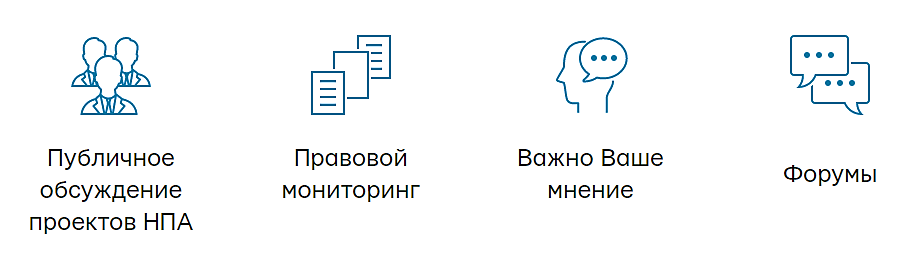 Публичное
обсуждение
проектов НПА
Правовой
мониторинг
Важно Ваше
мнение
Форумы